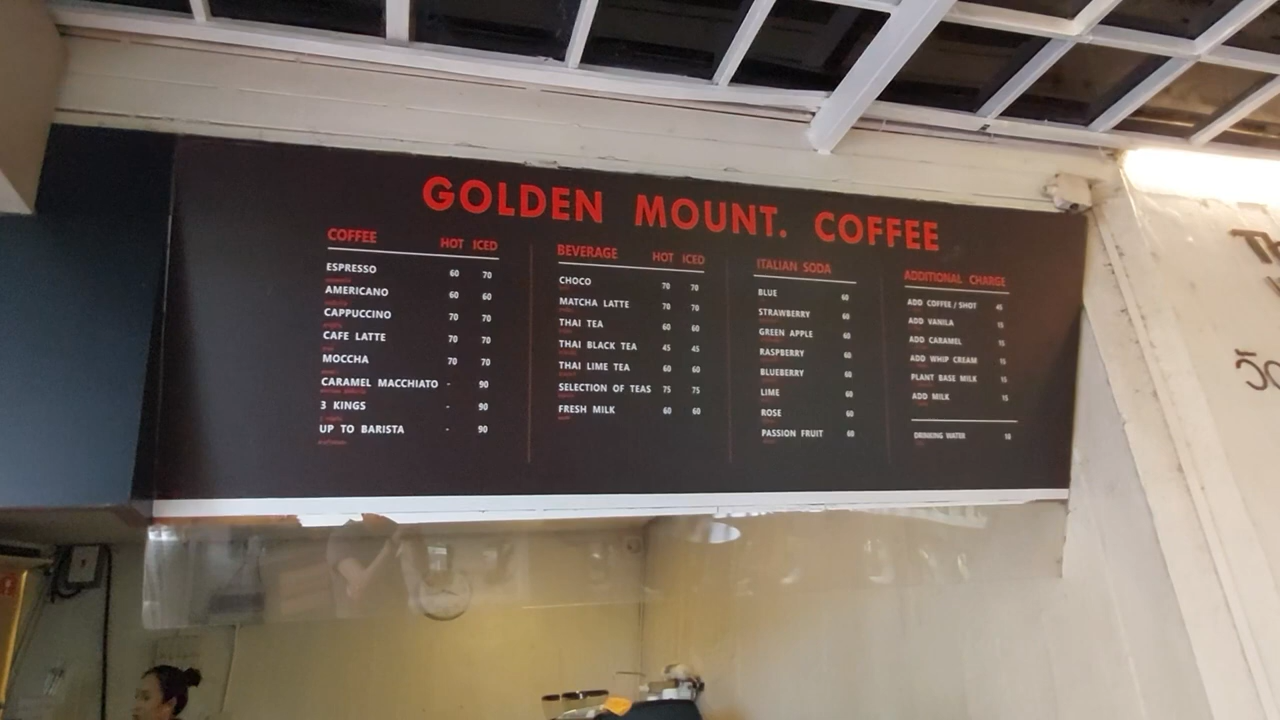 GOLDEN MOUNT. COFFEE
COFFEE HOT ICED
ESPRESSO 60 70
AMERICANO 60 60
CAPPUCCINO 70 70
CAFE LATTE 70 70
MOCCHA 70 70
CARAMEL MACCHIATO - 90
3 KINGS - 90
UP TO BARISTA - 90
BEVERAGE HOT ICED
CHOCO 70 70
MATCHA LATTE 70 70
THAI TEA 60 60
THAI BLACK TEA 45 45
THAI LIME TEA 60 60
SELECTION OF TEAS 75 75
FRESH MILK 60 60
ITALIAN SODA
BLUE 60
STRAWBERRY 60
GREEN APPLE 60
RASPBERRY 60
BLUEBERRY 60
LIME 60
ROSE 60
PASSION FRUIT 60
ADDITIONAL CHARGE
ADD COFFEE / SHOT 45
ADD VANILA 15
ADD CARAMEL 15
ADD WHIP CREAM 15
PLANT BASE MILK 15
ADD MILK 15
DRINKING WATER 10